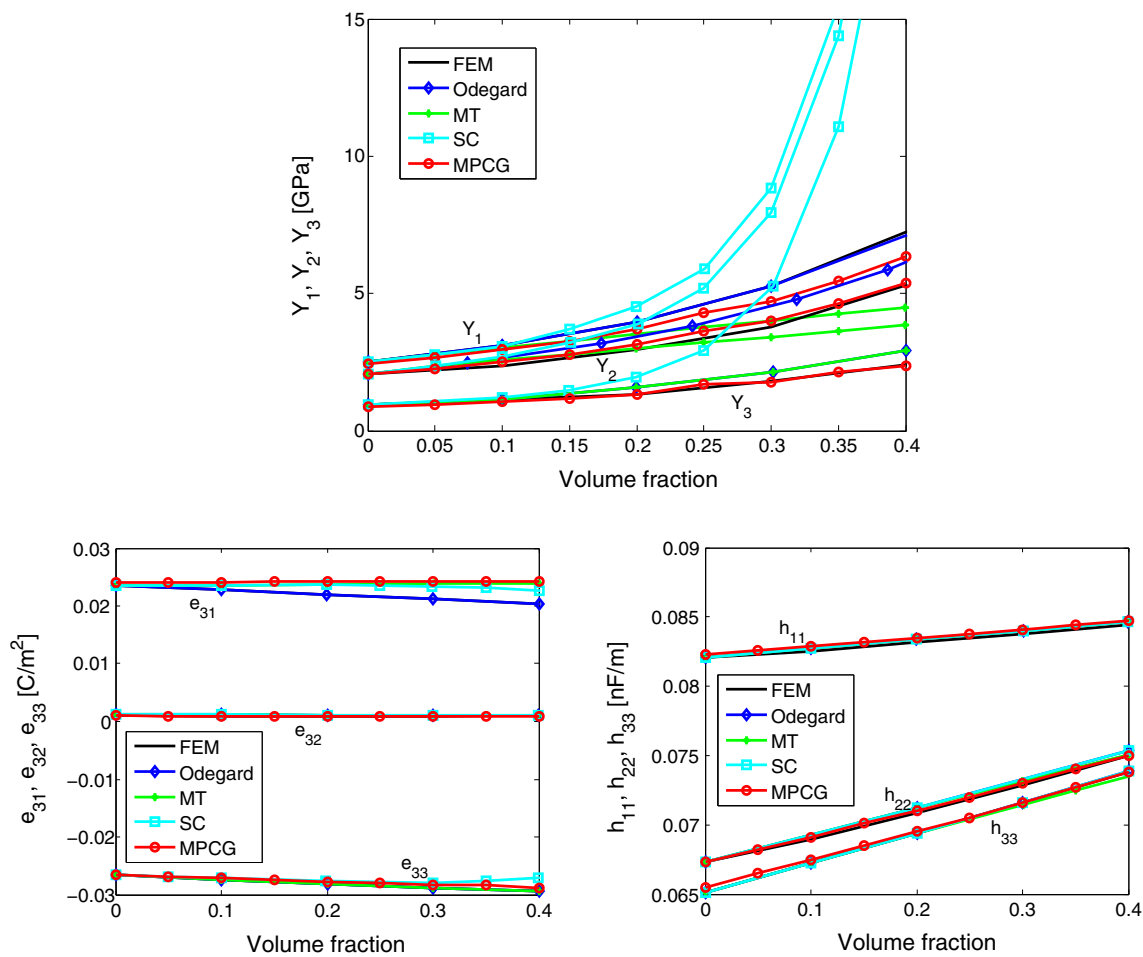 15
10
5
0
Y1, Y2, Y3 [GPa]
FEM
Odegard
MT
SC
MPCG
Y1
Y2
Y3
0 0.05 0.1 0.15 0.2 0.25 0.3 0.35 0.4
Volume fraction
0.03
0.02
0.01
0
−0.01
−0.02
−0.03
e31, e32, e33 [C/m2]
e31
e32
FEM
Odegard
MT
SC
MPCG
e33
0 0.1 0.2 0.3 0.4
Volume fraction
0.09
0.085
0.08
0.075
0.07
0.065
h11, h22, h33 [nF/m]
h11
FEM
Odegard
MT
SC
MPCG
h22
h33
0 0.1 0.2 0.3 0.4
Volume fraction